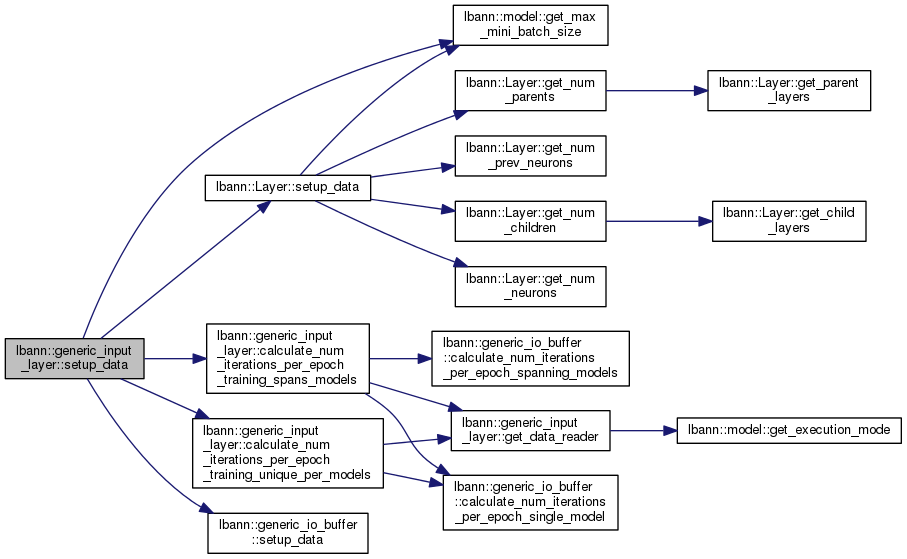 lbann::model::get_max
_mini_batch_size
lbann::Layer::get_num
_parents
lbann::Layer::get_parent
_layers
lbann::Layer::get_num
_prev_neurons
lbann::Layer::setup_data
lbann::Layer::get_num
_children
lbann::Layer::get_child
_layers
lbann::Layer::get_num
_neurons
lbann::generic_input
_layer::setup_data
lbann::generic_input
_layer::calculate_num
_iterations_per_epoch
_training_spans_models
lbann::generic_io_buffer
::calculate_num_iterations
_per_epoch_spanning_models
lbann::generic_input
_layer::get_data_reader
lbann::model::get_execution_mode
lbann::generic_input
_layer::calculate_num
_iterations_per_epoch
_training_unique_per_models
lbann::generic_io_buffer
::calculate_num_iterations
_per_epoch_single_model
lbann::generic_io_buffer
::setup_data